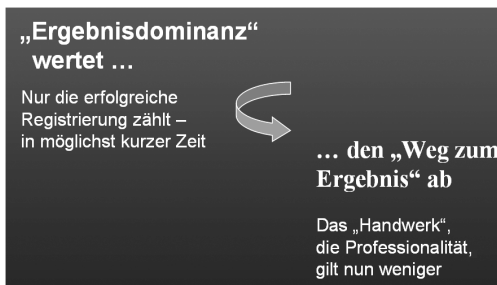 „Ergebnisdominanz“
wertet …
Nur die erfolgreiche
Registrierung zählt –
in möglichst kurzer Zeit
… den „Weg zum
Ergebnis“ ab
Das „Handwerk“,
die Professionalität,
gilt nun weniger